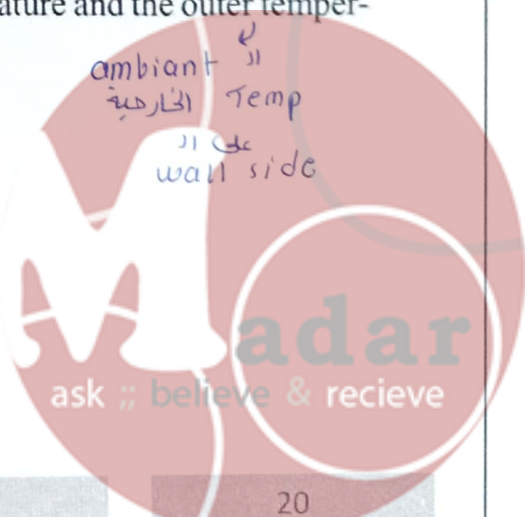 ature and the outer temper-
ambiant ال
الخارجية Temp
على ال
wall side
Madar
ask ;; believe & recieve
20